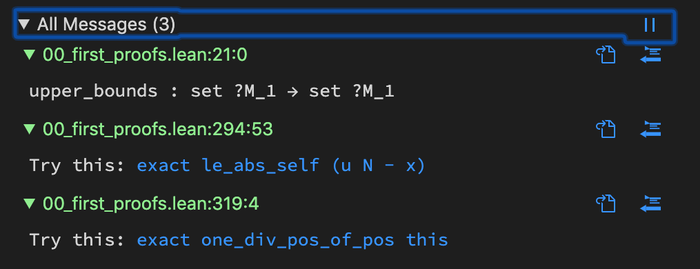 All Messages (3)
00_first_proofs.lean:21:0
upper_bounds : set ?M_1 → set ?M_1
00_first_proofs.lean:294:53
Try this: exact le_abs_self (u N - x)
00_first_proofs.lean:319:4
Try this: exact one_div_pos_of_pos this